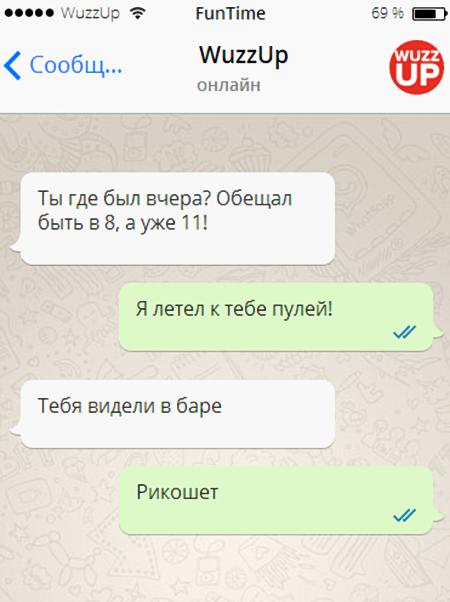 WuzzUp FunTime 69 %
Сообщ... WuzzUp
онлайн
WUZZ
UP
Ты где был вчера? Обещал
быть в 8, а уже 11!
Я летел к тебе пулей!
Тебя видели в баре
Рикошет